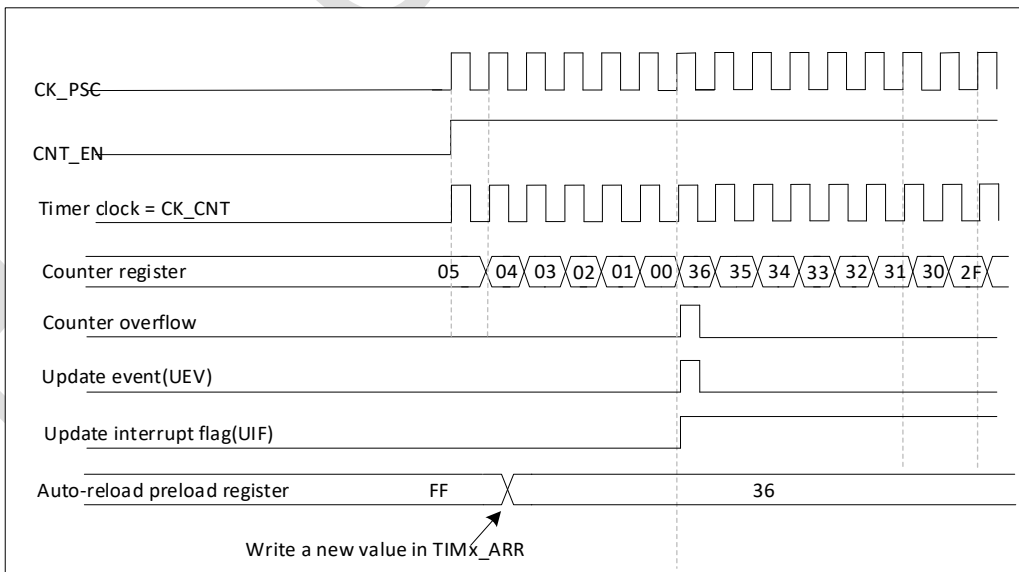 CK_PSC
CNT_EN
Timer clock = CK_CNT
Counter register 05 04 03 02 01 00 36 35 34 33 32 31 30 2F
Counter overflow
Update event(UEV)
Update interrupt flag(UIF)
Auto-reload preload register FF 36
Write a new value in TIMx_ARR